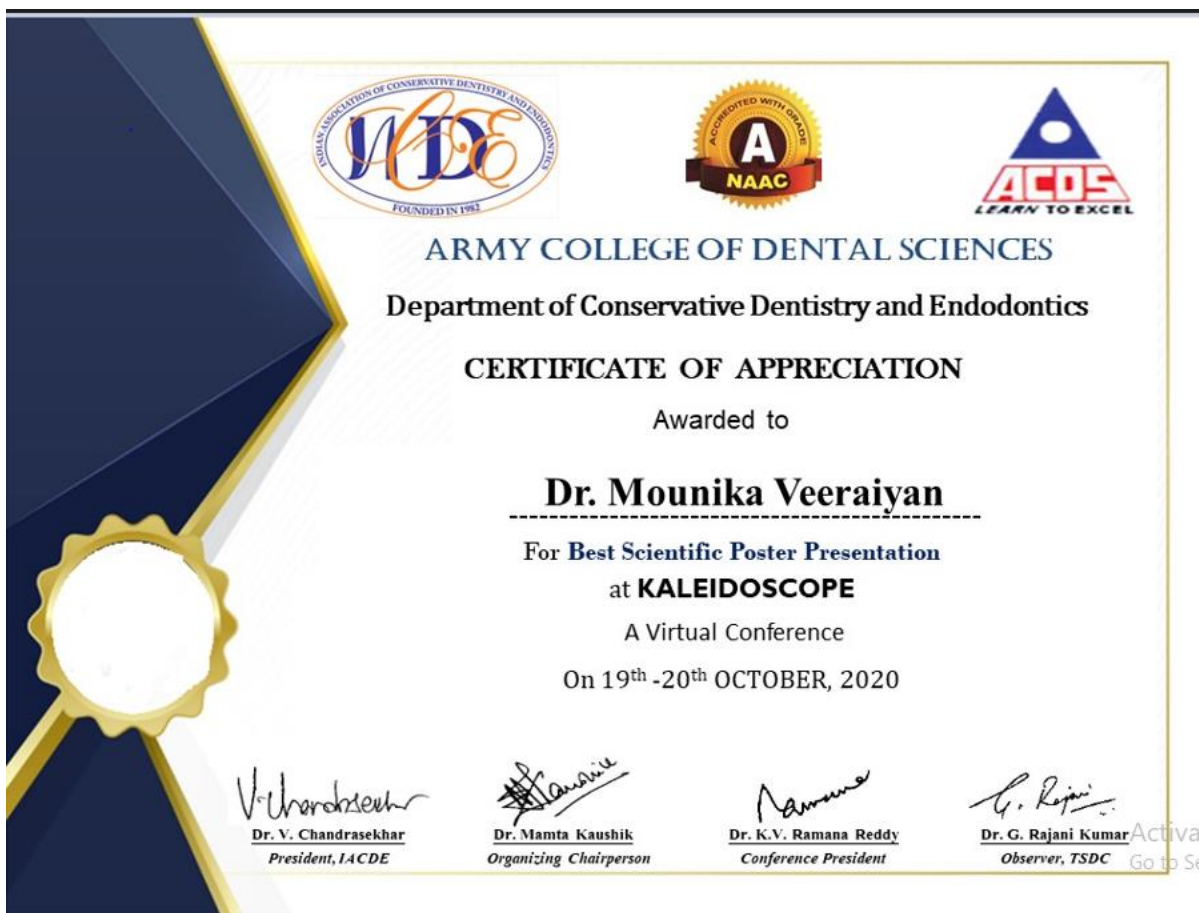 INDIAN ASSOCIATION OF CONSERVATIVE DENTISTRY AND ENDODONTICS
FOUNDED IN 1982
ACCREDITED WITH GRADE
A
NAAC
ACDS
LEARN TO EXCEL
ARMY COLLEGE OF DENTAL SCIENCES
Department of Conservative Dentistry and Endodontics
CERTIFICATE OF APPRECIATION
Awarded to
Dr. Mounika Veeraiyan
For Best Scientific Poster Presentation
at KALEIDOSCOPE
A Virtual Conference
On 19th -20th OCTOBER, 2020
V. Chandrasekhar
G. Rajani
Dr. V. Chandrasekhar
President, IACDE
Dr. Mamta Kaushik
Organizing Chairperson
Dr. K.V. Ramana Reddy
Conference President
Dr. G. Rajani Kumar
Observer, TSDC
Activa
Go to Se